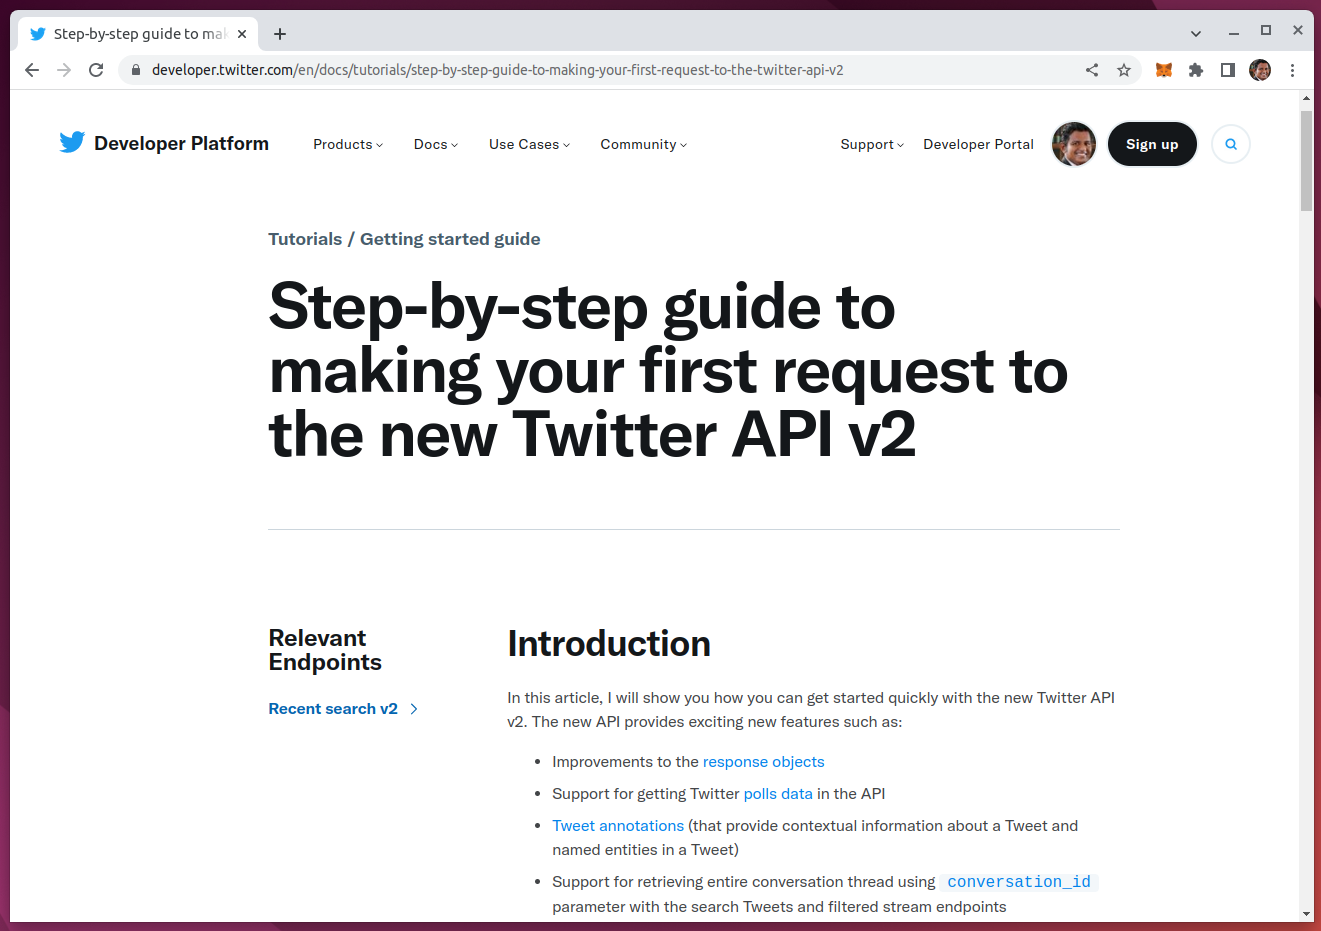 Step-by-step guide to mak
developer.twitter.com/en/docs/tutorials/step-by-step-guide-to-making-your-first-request-to-the-twitter-api-v2
Developer Platform
Products
Docs
Use Cases
Community
Support
Developer Portal
Sign up
Tutorials / Getting started guide
Step-by-step guide to
making your first request to
the new Twitter API v2
Relevant
Endpoints
Recent search v2
Introduction
In this article, I will show you how you can get started quickly with the new Twitter API
v2. The new API provides exciting new features such as:
• Improvements to the response objects
• Support for getting Twitter polls data in the API
• Tweet annotations (that provide contextual information about a Tweet and
named entities in a Tweet)
• Support for retrieving entire conversation thread using conversation_id
parameter with the search Tweets and filtered stream endpoints